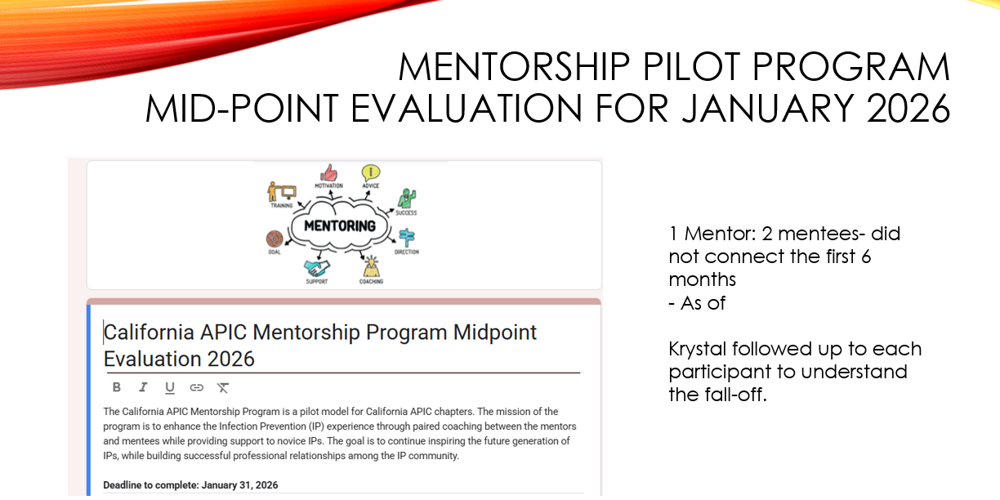 MENTORSHIP PILOT PROGRAM
MID-POINT EVALUATION FOR JANUARY 2026
MOTIVATION
ADVICE
TRAINING
SUCCESS
MENTORING
GOAL
DIRECTION
SUPPORT
COACHING
California APIC Mentorship Program Midpoint
Evaluation 2026
B I U
The California APIC Mentorship Program is a pilot model for California APIC chapters. The mission of the
program is to enhance the Infection Prevention (IP) experience through paired coaching between the mentors
and mentees while providing support to novice IPs. The goal is to continue inspiring the future generation of
IPs, while building successful professional relationships among the IP community.
Deadline to complete: January 31, 2026
1 Mentor: 2 mentees- did
not connect the first 6
months
- As of
Krystal followed up to each
participant to understand
the fall-off.